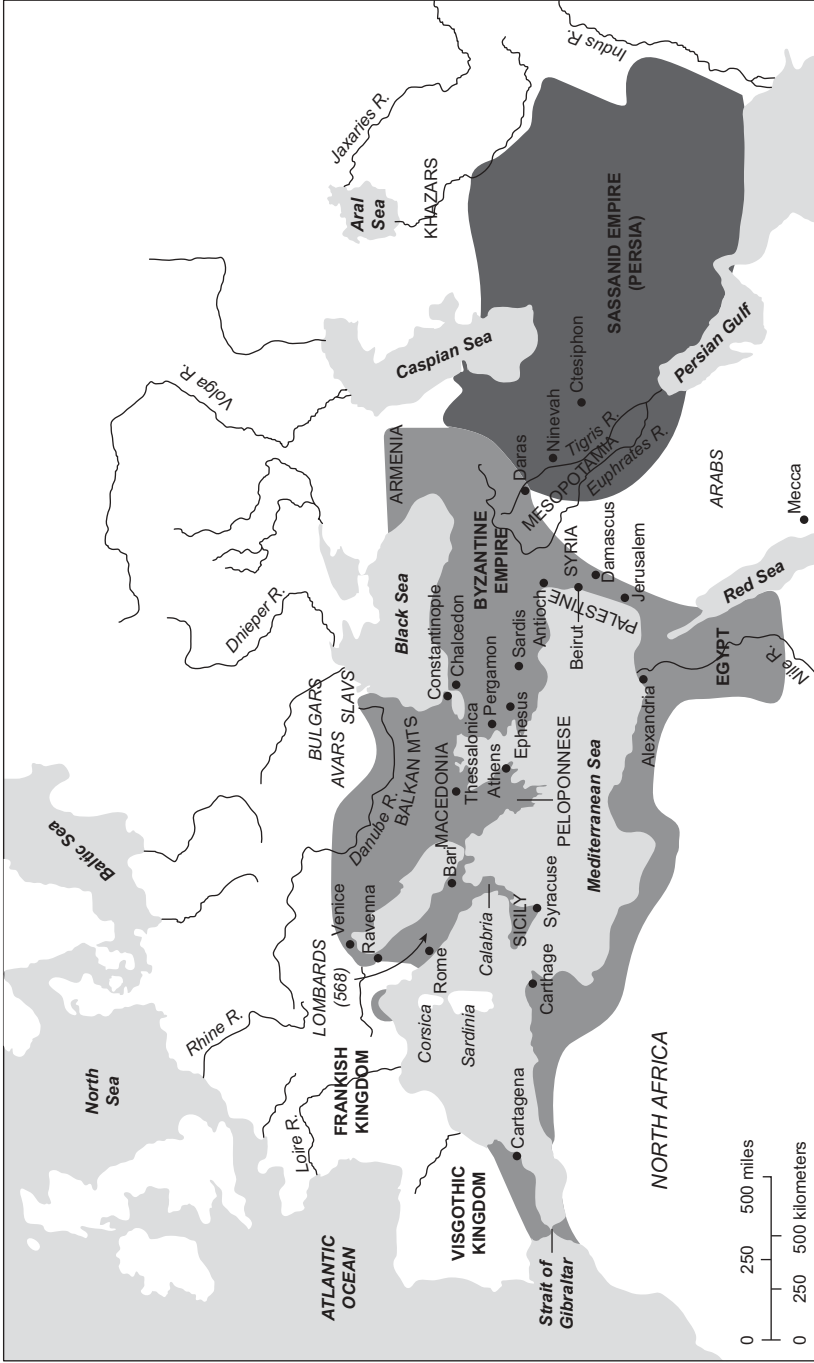 North
Sea
Baltic Sea
ATLANTIC
OCEAN
Rhine R.
Loire R.
FRANKISH
KINGDOM
VISGOTHIC
KINGDOM
Strait of
Gibraltar
Cartagena
LOMBARDS
(568)
Venice
Ravenna
Rome
Corsica
Sardinia
Bari
Calabria
SICILY
Syracuse
Carthage
NORTH AFRICA
Mediterranean Sea
BULGARS
AVARS
SLAVS
Danube R.
BALKAN MTS
MACEDONIA
Thessalonica
Athens
PELOPONNESE
Constantinople
Chalcedon
Pergamon
Ephesus
Sardis
Dnieper R.
Volga R.
Black Sea
BYZANTINE
EMPIRE
ARMENIA
Antioch
SYRIA
Beirut
Damascus
PALESTINE
Jerusalem
Alexandria
EGYPT
Nile R.
Red Sea
Mecca
ARABS
Daras
Ninevah
Ctesiphon
Tigris R.
MESOPOTAMIA
Euphrates R.
Caspian Sea
Aral
Sea
Jaxaries R.
KHAZARS
SASSANID EMPIRE
(PERSIA)
Persian Gulf
Indus R.
0 250 500 miles
0 250 500 kilometers